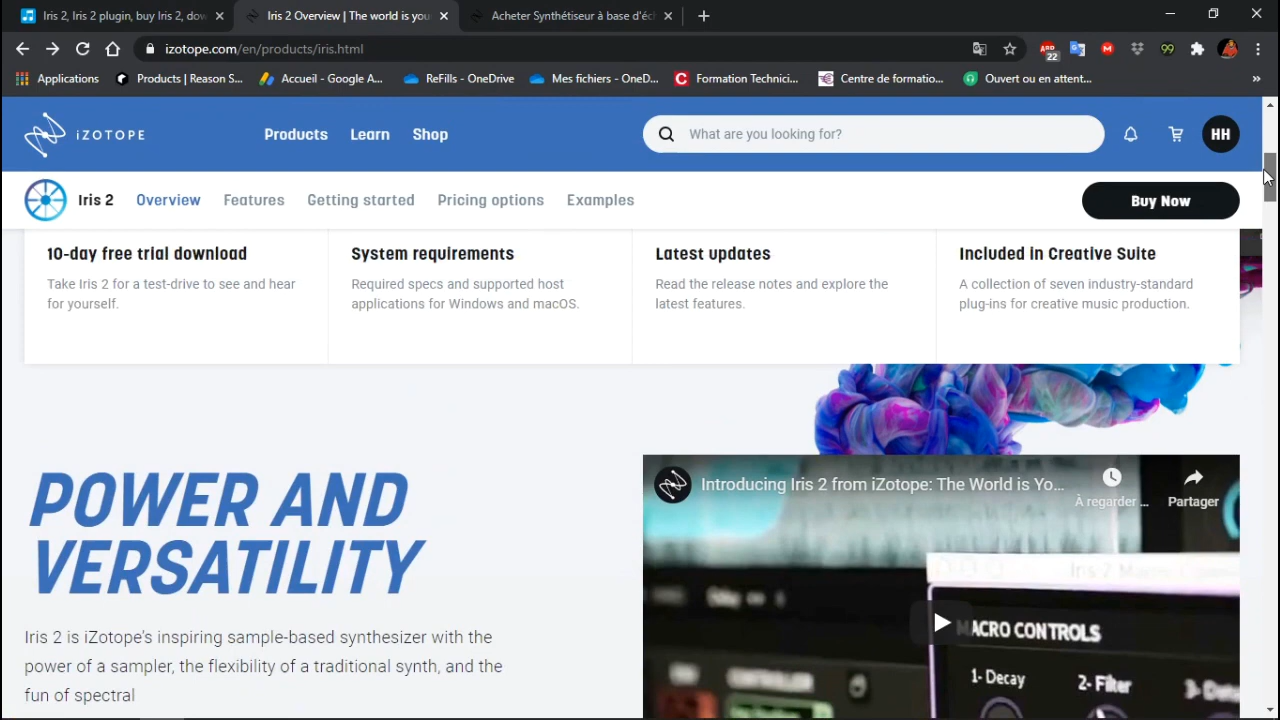 Iris 2, Iris 2 plugin, buy Iris 2, dow
Iris 2 Overview | The world is you
Acheter Synthétiseur à base d'éch
izotope.com/en/products/iris.html
22
99
Applications
Products | Reason S...
Accueil - Google A...
ReFills - OneDrive
Mes fichiers - OneD...
Formation Technici...
Centre de formatio...
Ouvert ou en attent...
»
iZOTOPE
Products
Learn
Shop
What are you looking for?
HH
Iris 2
Overview
Features
Getting started
Pricing options
Examples
Buy Now
10-day free trial download
Take Iris 2 for a test-drive to see and hear
for yourself.
System requirements
Required specs and supported host
applications for Windows and macOS.
Latest updates
Read the release notes and explore the
latest features.
Included in Creative Suite
A collection of seven industry-standard
plug-ins for creative music production.
POWER AND
VERSATILITY
Iris 2 is iZotope's inspiring sample-based synthesizer with the
power of a sampler, the flexibility of a traditional synth, and the
fun of spectral
Introducing Iris 2 from iZotope: The World is Yo...
À regarder ...
Partager
MACRO CONTROLS
1- Decay
2- Filter